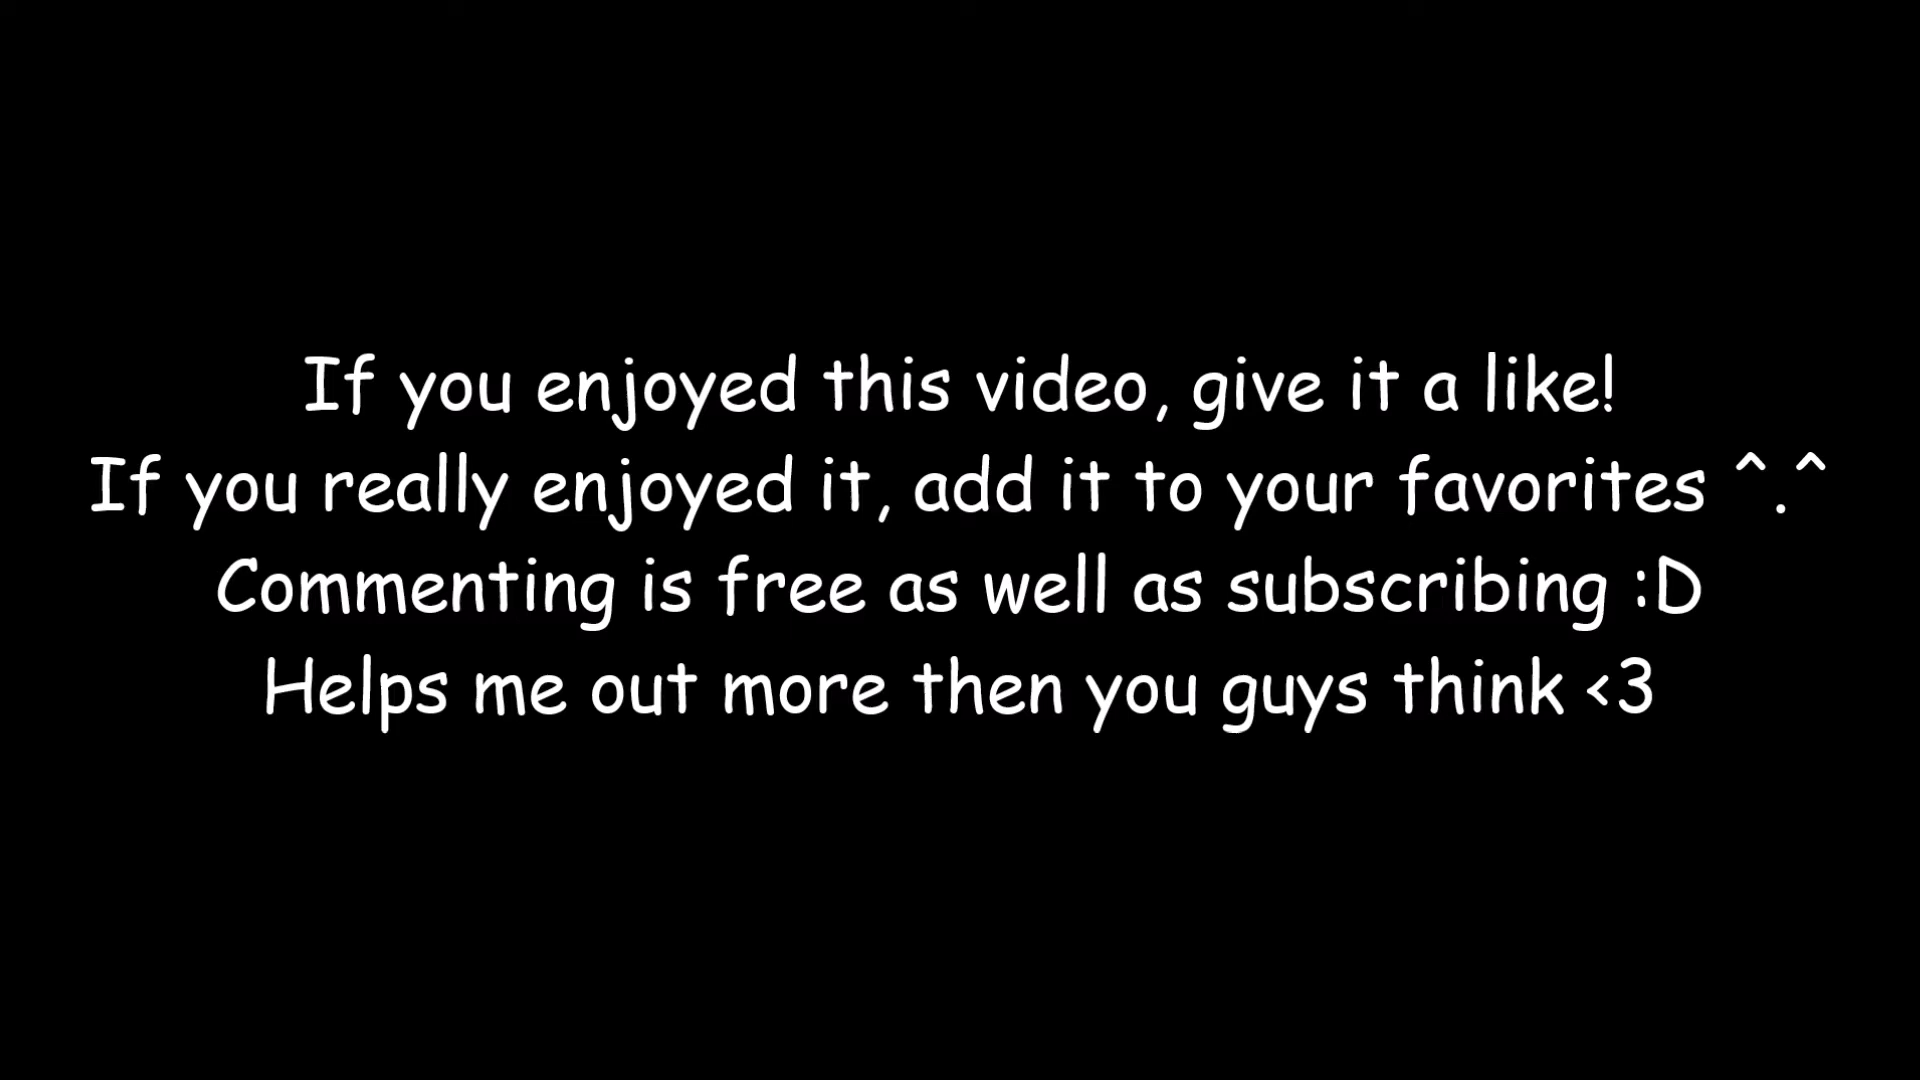 If you enjoyed this video, give it a like!
If you really enjoyed it, add it to your favorites ^.^
Commenting is free as well as subscribing :D
Helps me out more then you guys think <3